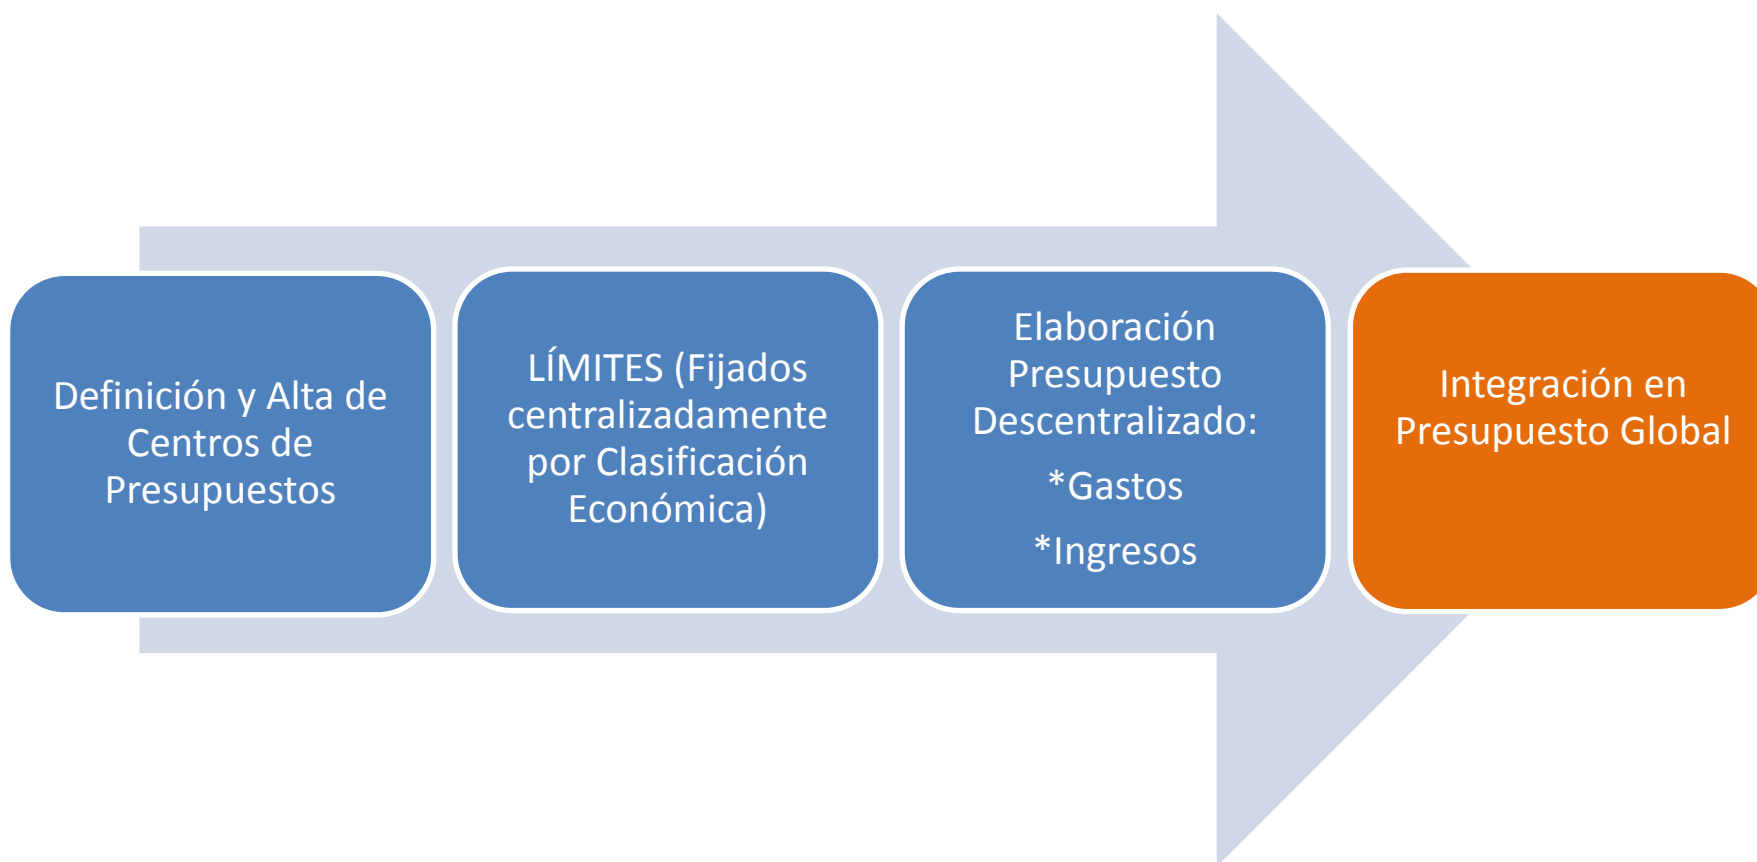 Definición y Alta de
Centros de
Presupuestos
LÍMITES (Fijados
centralizadamente
por Clasificación
Económica)
Elaboración
Presupuesto
Descentralizado:
*Gastos
*Ingresos
Integración en
Presupuesto Global